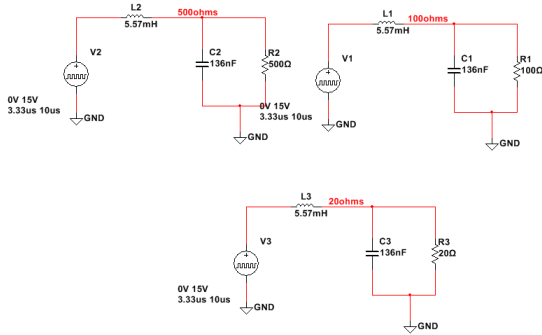 L2
5.57mH
500ohms
V2
C2
136nF
R2
500Ω
0V 15V
3.33us 10us
GND
GND
L1
5.57mH
100ohms
V1
C1
136nF
R1
100Ω
0V 15V
3.33us 10us
GND
GND
L3
5.57mH
20ohms
V3
C3
136nF
R3
20Ω
0V 15V
3.33us 10us
GND
GND